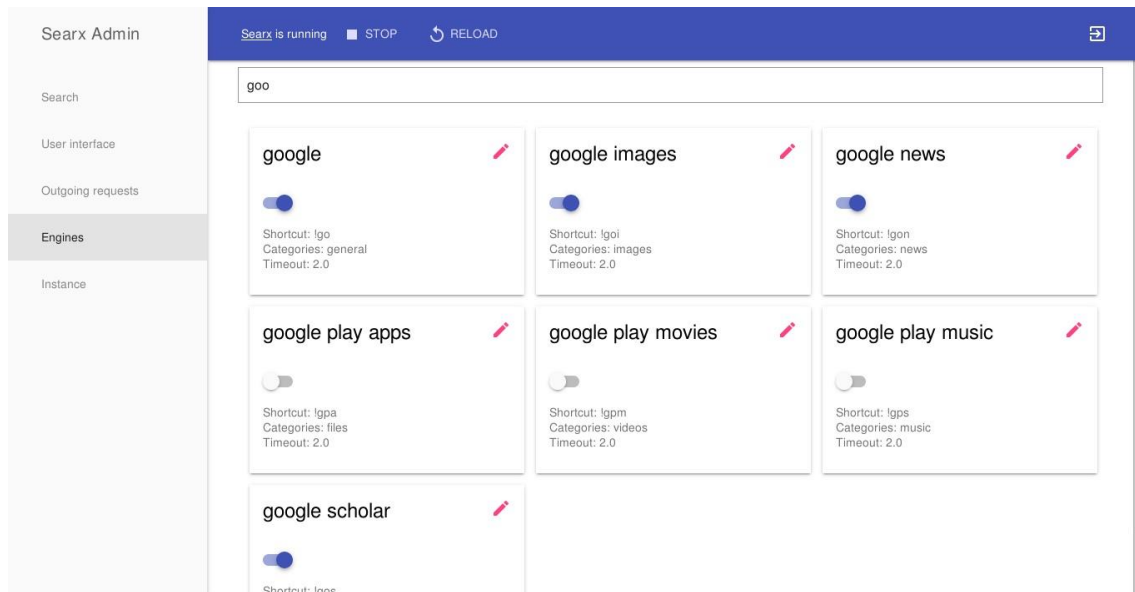 Searx Admin
Searx is running STOP RELOAD
Search
User interface
Outgoing requests
Engines
Instance
goo
google
Shortcut: !go
Categories: general
Timeout: 2.0
google images
Shortcut: !goi
Categories: images
Timeout: 2.0
google news
Shortcut: !gon
Categories: news
Timeout: 2.0
google play apps
Shortcut: !gpa
Categories: files
Timeout: 2.0
google play movies
Shortcut: !gpm
Categories: videos
Timeout: 2.0
google play music
Shortcut: !gps
Categories: music
Timeout: 2.0
google scholar
Shortcut: !gos